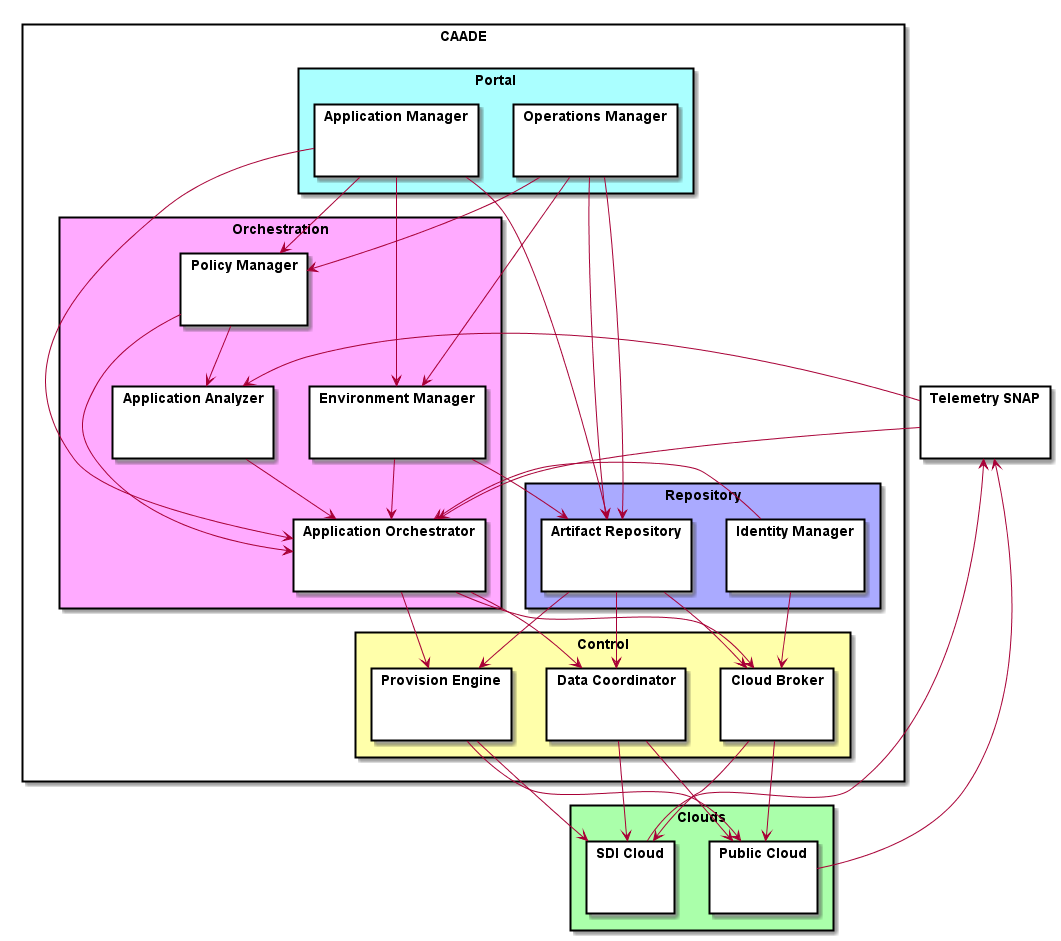 CAADE
Portal
Application Manager
Operations Manager
Orchestration
Policy Manager
Application Analyzer
Environment Manager
Telemetry SNAP
Repository
Application Orchestrator
Artifact Repository
Identity Manager
Control
Provision Engine
Data Coordinator
Cloud Broker
Clouds
SDI Cloud
Public Cloud